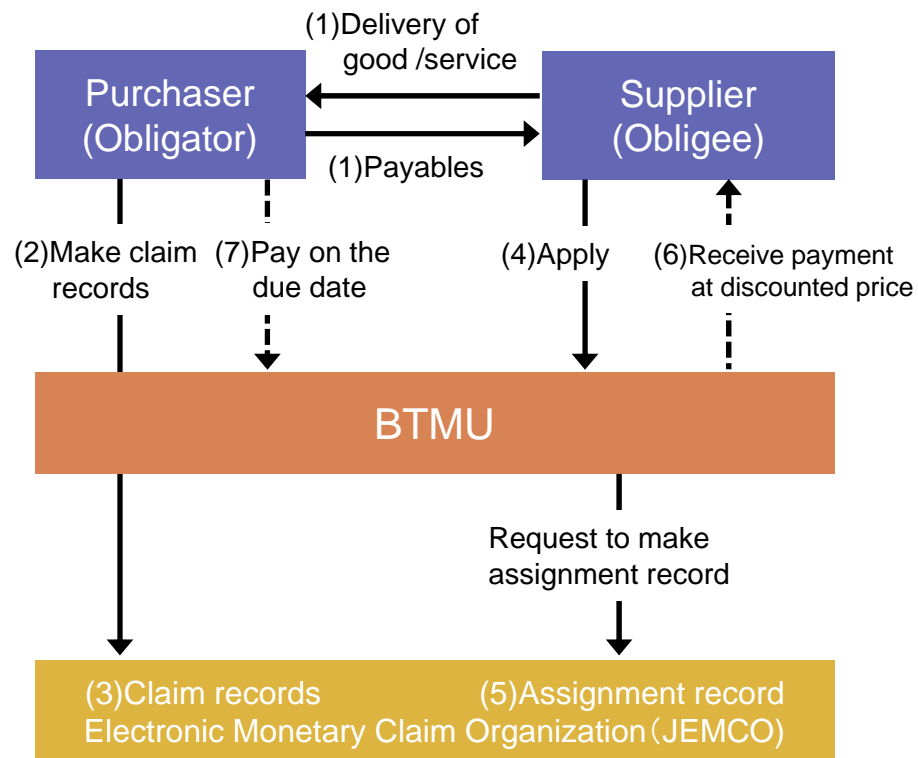 (1)Delivery of
good /service
Purchaser
(Obligator)
Supplier
(Obligee)
(1)Payables
(2)Make claim
records
(7)Pay on the
due date
(4)Apply
(6)Receive payment
at discounted price
BTMU
Request to make
assignment record
(3)Claim records
(5)Assignment record
Electronic Monetary Claim Organization(JEMCO)